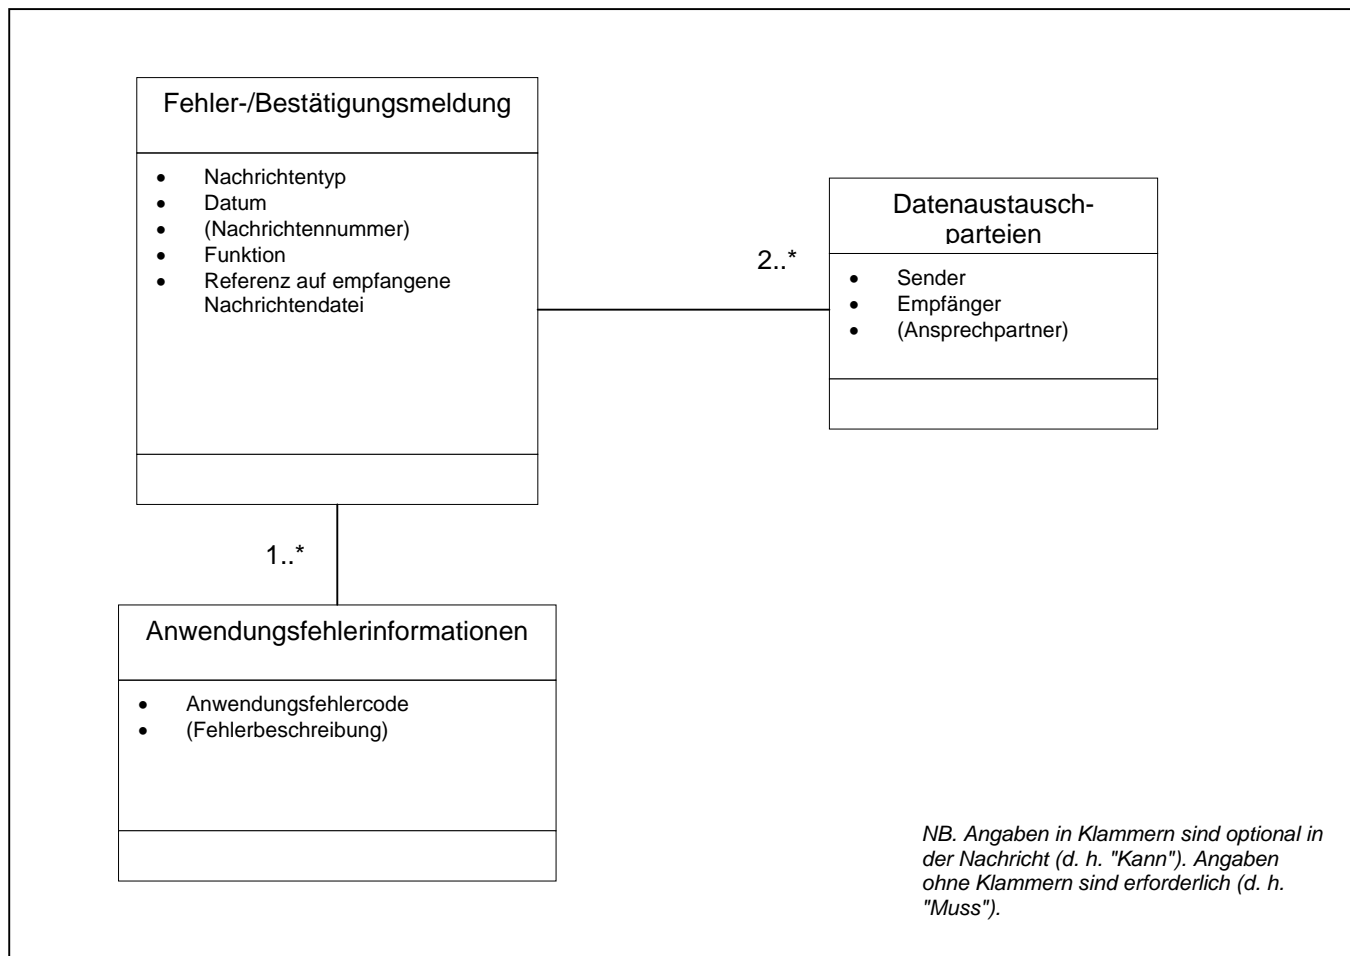 Fehler-/Bestätigungsmeldung
• Nachrichtentyp
• Datum
• (Nachrichtennummer)
• Funktion
• Referenz auf empfangene
Nachrichtendatei
2..*
Datenaustausch-
parteien
• Sender
• Empfänger
• (Ansprechpartner)
1..*
Anwendungsfehlerinformationen
• Anwendungsfehlercode
• (Fehlerbeschreibung)
NB. Angaben in Klammern sind optional in
der Nachricht (d. h. "Kann"). Angaben
ohne Klammern sind erforderlich (d. h.
"Muss").